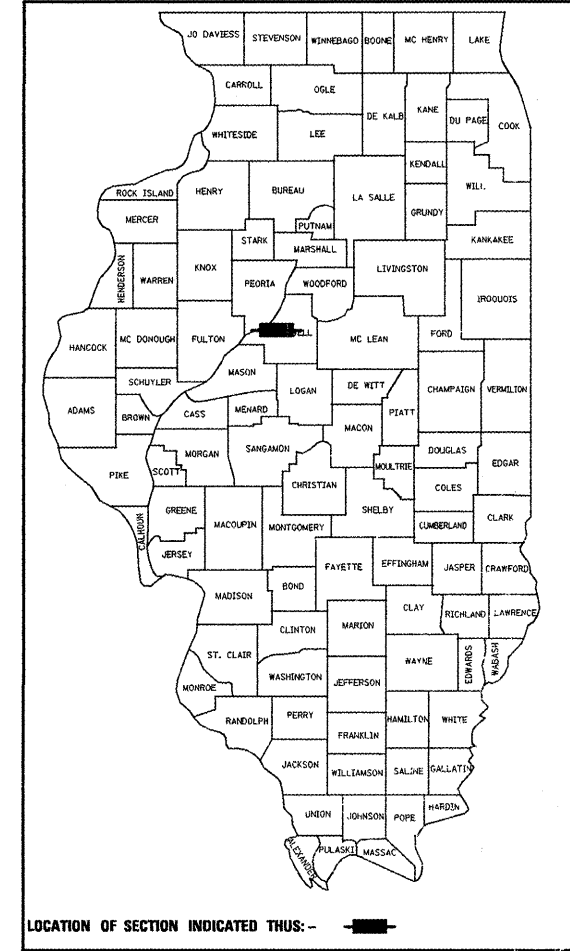 JO DAVIESS STEVENSON WINNEBAGO BOONE MC HENRY LAKE
CARROLL OGLE
DE KALB KANE DU PAGE COOK
WHITESIDE LEE
KENDALL WILL
ROCK ISLAND HENRY BUREAU LA SALLE
MERCER PUTNAM GRUNDY
STARK MARSHALL KANKAKEE
HENDERSON WARREN KNOX PEORIA WOODFORD LIVINGSTON IROQUOIS
HANCOCK MC DONOUGH FULTON ELL MC LEAN FORD
MASON
SCHUYLER LOGAN DE WITT CHAMPAIGN VERMILION
ADAMS BROWN CASS MENARD PIATT
MACON
MORGAN SANGAMON DOUGLAS EDGAR
PIKE SCOTT CHRISTIAN MOULTRIE COLES
GREENE MACOUPIN SHELBY
CALHOUN MONTGOMERY CUMBERLAND CLARK
JERSEY FAYETTE EFFINGHAM JASPER CRAWFORD
MADISON BOND
CLAY RICHLAND LAWRENCE
CLINTON MARION
ST. CLAIR WAYNE EDWARDS WABASH
WASHINGTON JEFFERSON
MONROE
RANDOLPH PERRY HAMILTON WHITE
FRANKLIN
JACKSON WILLIAMSON SALINE GALLATIN
UNION JOHNSON POPE HARDIN
ALEXANDER PULASKI MASSAC
LOCATION OF SECTION INDICATED THUS:-